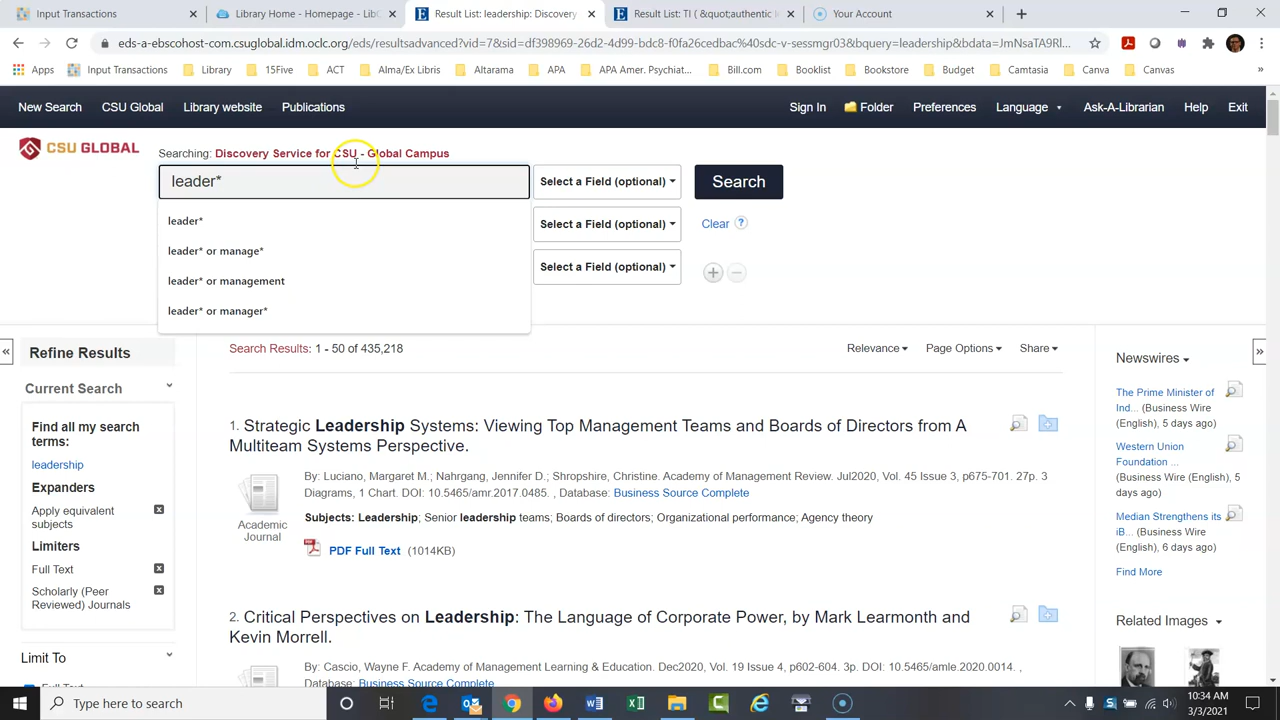 Input Transactions
Library Home - Homepage - LibG
Result List: leadership: Discovery
Result List: TI ( &quot;authentic l
Your Account
eds-a-ebscohost-com.csuglobal.idm.oclc.org/eds/resultsadvanced?vid=7&sid=df398969-26d2-4d99-bdc8-f0fa26cedbac%40sdc-v-sessmgr03&bquery=leadership&bdata=JmNsaTA9Rl...
Apps
Input Transactions
Library
15Five
ACT
Alma/Ex Libris
Altarama
APA
APA Amer. Psychiat...
Bill.com
Booklist
Bookstore
Budget
Camtasia
Canva
Canvas
»
New Search
CSU Global
Library website
Publications
Sign In
Folder
Preferences
Language
Ask-A-Librarian
Help
Exit
CSU GLOBAL
Searching: Discovery Service for CSU - Global Campus
leader*
Select a Field (optional)
Search
leader*
leader* or manage*
leader* or management
leader* or manager*
Select a Field (optional)
Clear ?
Select a Field (optional)
Refine Results
Current Search
Find all my search
terms:
leadership
Expanders
Apply equivalent
subjects
Limiters
Full Text
Scholarly (Peer
Reviewed) Journals
Limit To
Search Results: 1 - 50 of 435,218
Relevance
Page Options
Share
1. Strategic Leadership Systems: Viewing Top Management Teams and Boards of Directors from A
Multiteam Systems Perspective.
By: Luciano, Margaret M.; Nahrgang, Jennifer D.; Shropshire, Christine. Academy of Management Review. Jul2020, Vol. 45 Issue 3, p675-701. 27p. 3
Diagrams, 1 Chart. DOI: 10.5465/amr.2017.0485. , Database: Business Source Complete
Academic
Journal
Subjects: Leadership; Senior leadership teams; Boards of directors; Organizational performance; Agency theory
PDF Full Text (1014KB)
2. Critical Perspectives on Leadership: The Language of Corporate Power, by Mark Learmonth and
Kevin Morrell.
By: Cascio, Wayne F. Academy of Management Learning & Education. Dec2020, Vol. 19 Issue 4, p602-604. 3p. DOI: 10.5465/amle.2020.0014. ,
Database: Business Source Complete
Newswires
The Prime Minister of
Ind... (Business Wire
(English), 5 days ago)
Western Union
Foundation ...
(Business Wire
(English), 5 days
ago)
Median Strengthens its
iB... (Business Wire
(English), 6 days ago)
Find More
Related Images
Type here to search
10:34 AM
3/3/2021